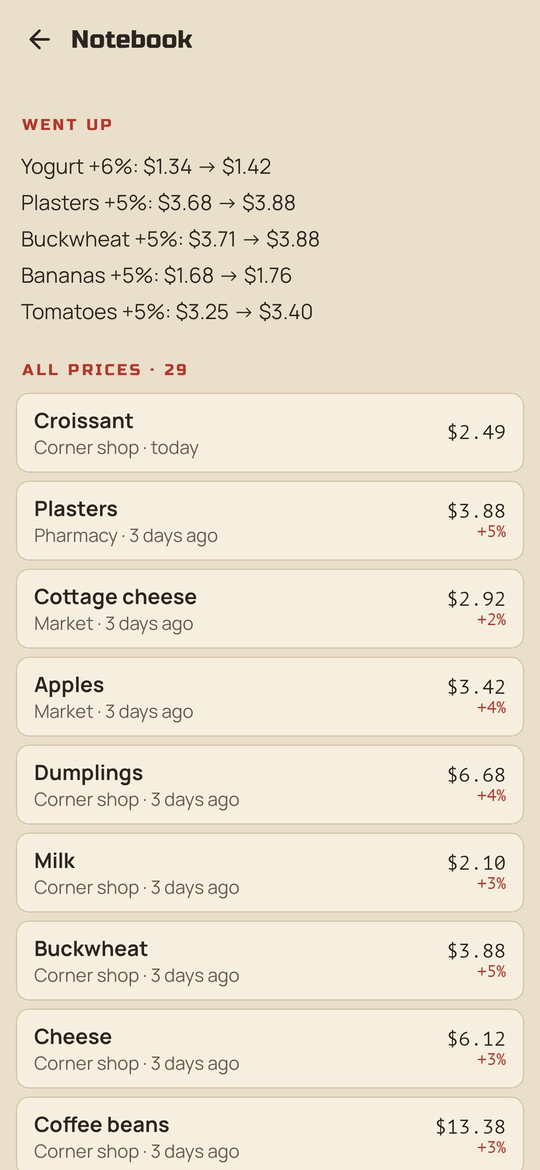 Notebook
WENT UP
Yogurt +6%: $1.34 → $1.42
Plasters +5%: $3.68 → $3.88
Buckwheat +5%: $3.71 → $3.88
Bananas +5%: $1.68 → $1.76
Tomatoes +5%: $3.25 → $3.40
ALL PRICES · 29
Croissant
Corner shop · today
$2.49
Plasters
Pharmacy · 3 days ago
$3.88
+5%
Cottage cheese
Market · 3 days ago
$2.92
+2%
Apples
Market · 3 days ago
$3.42
+4%
Dumplings
Corner shop · 3 days ago
$6.68
+4%
Milk
Corner shop · 3 days ago
$2.10
+3%
Buckwheat
Corner shop · 3 days ago
$3.88
+5%
Cheese
Corner shop · 3 days ago
$6.12
+3%
Coffee beans
Corner shop · 3 days ago
$13.38
+3%